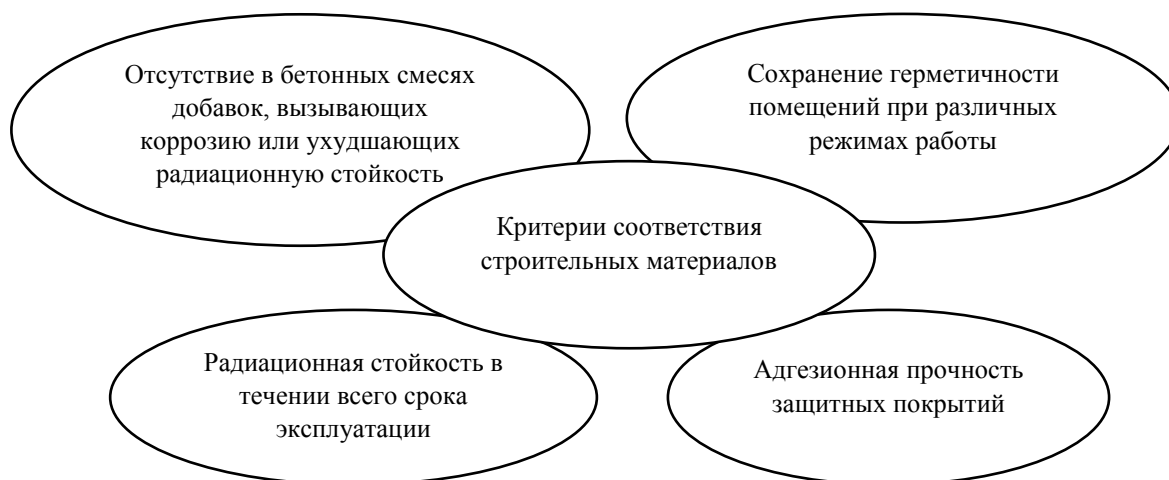 Отсутствие в бетонных смесях
добавок, вызывающих
коррозию или ухудшающих
радиационную стойкость
Сохранение герметичности
помещений при различных
режимах работы
Критерии соответствия
строительных материалов
Радиационная стойкость в
течении всего срока
эксплуатации
Адгезионная прочность
защитных покрытий